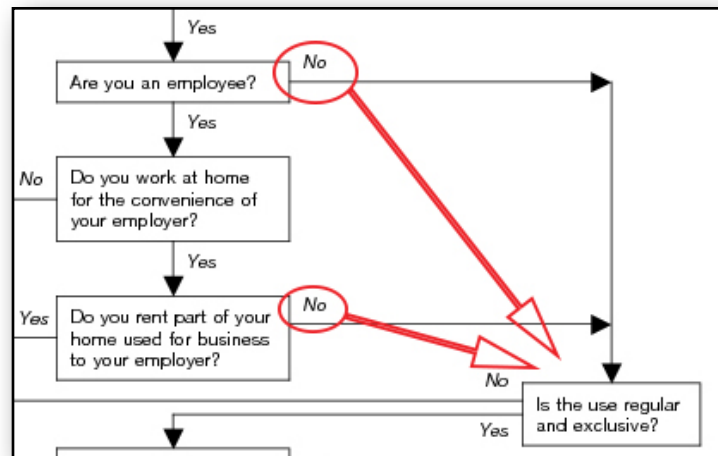 Yes
Are you an employee?
No
Yes
No
Do you work at home
for the convenience of
your employer?
Yes
Yes
Do you rent part of your
home used for business
to your employer?
No
No
Is the use regular
and exclusive?
Yes